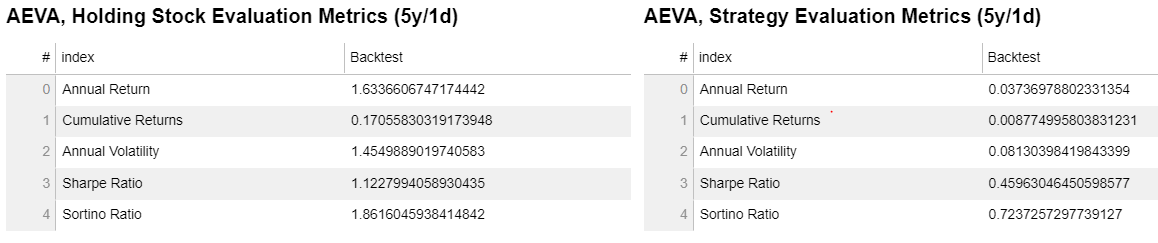 AEVA, Holding Stock Evaluation Metrics (5y/1d)
# index Backtest
0 Annual Return 1.6336606747174442
1 Cumulative Returns 0.17055830319173948
2 Annual Volatility 1.4549889019740583
3 Sharpe Ratio 1.1227994058930435
4 Sortino Ratio 1.8616045938414842
AEVA, Strategy Evaluation Metrics (5y/1d)
# index Backtest
0 Annual Return 0.03736978802331354
1 Cumulative Returns 0.008774995803831231
2 Annual Volatility 0.08130398419843399
3 Sharpe Ratio 0.45963046450598577
4 Sortino Ratio 0.7237257297739127